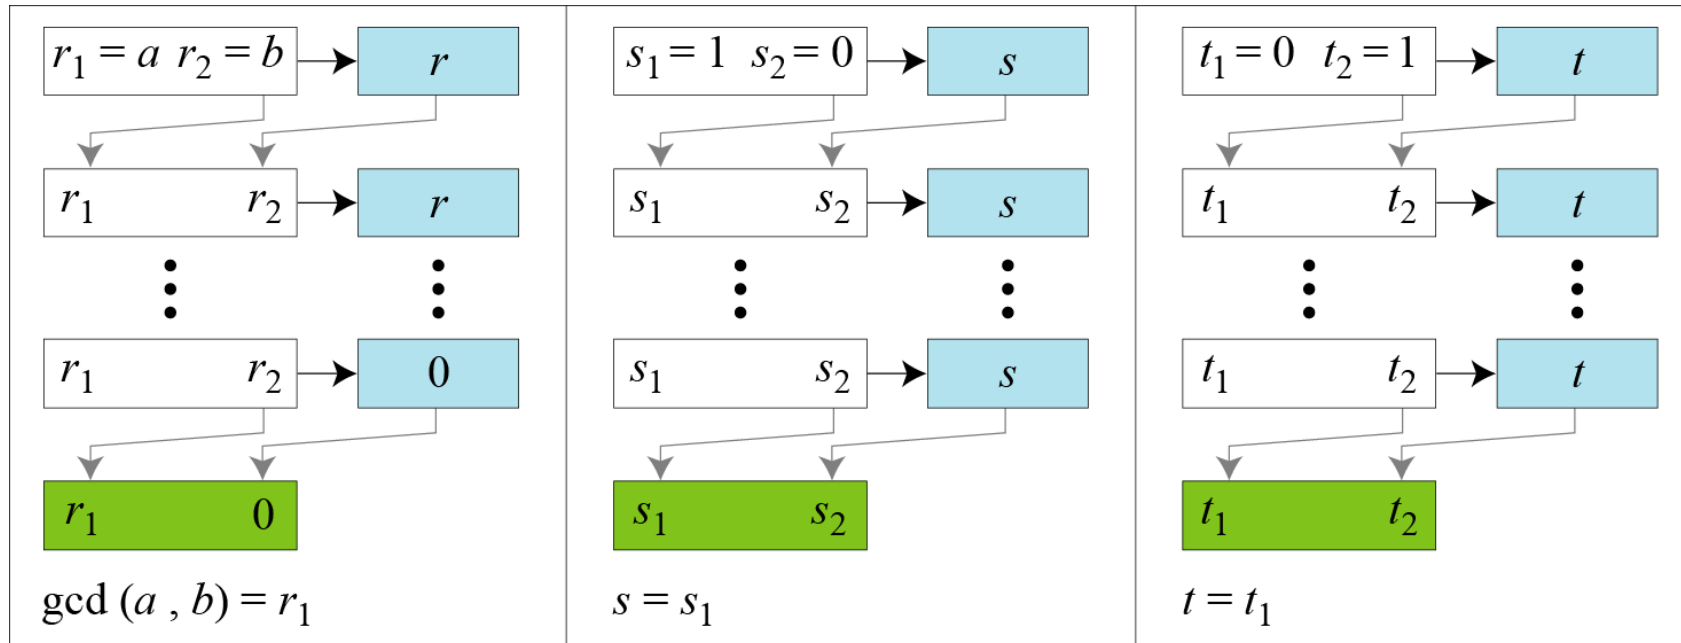 r₁ = a r₂ = b r s₁ = 1 s₂ = 0 s t₁ = 0 t₂ = 1 t
r₁ r₂ r s₁ s₂ s t₁ t₂ t
r₁ r₂ 0 s₁ s₂ s t₁ t₂ t
r₁ 0 s₁ s₂ t₁ t₂
gcd (a , b) = r₁ s = s₁ t = t₁